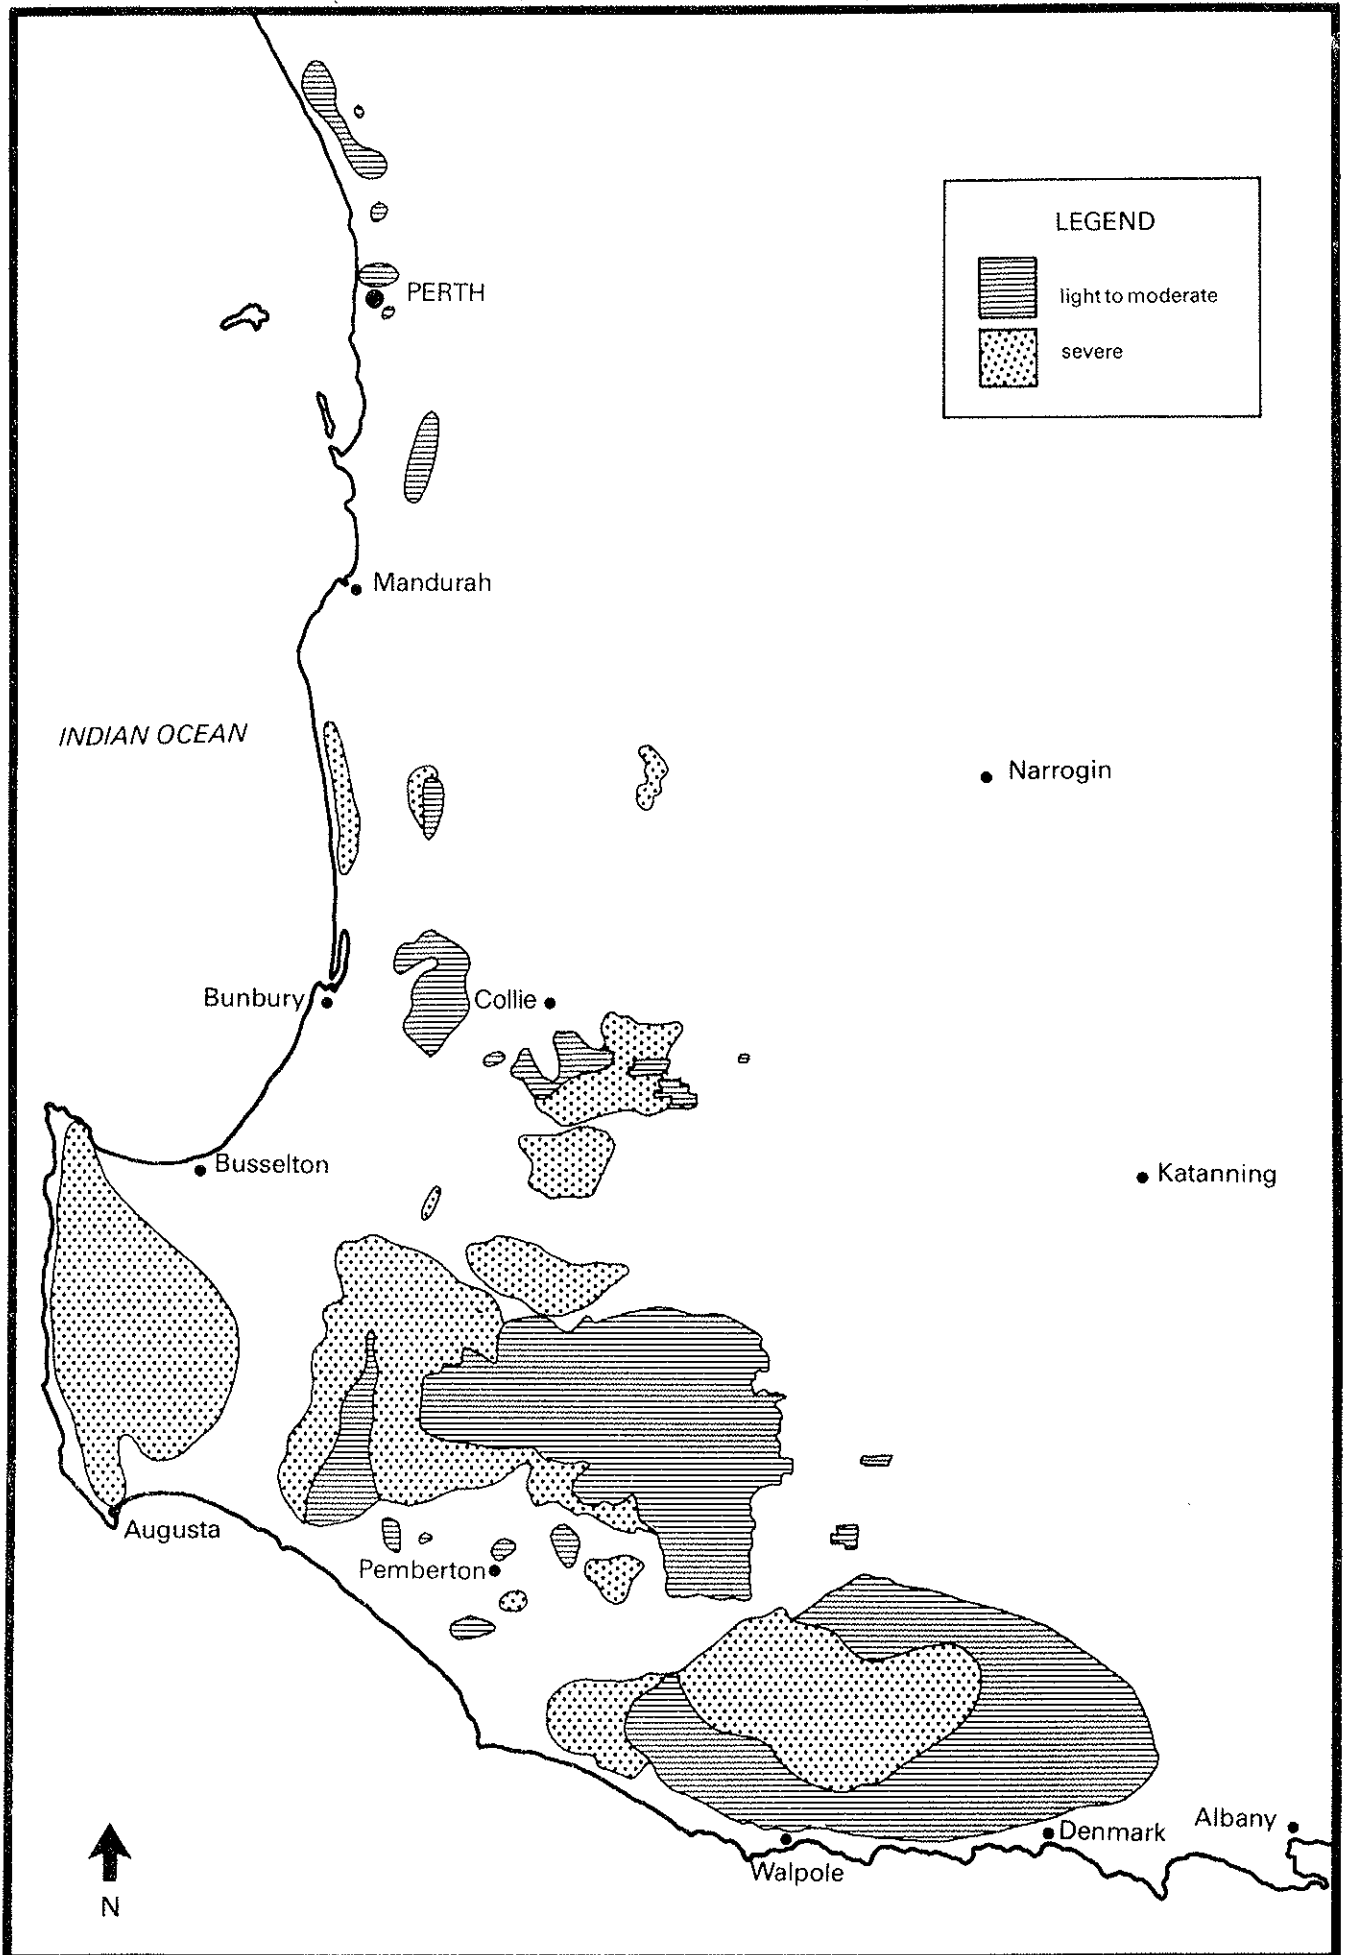 LEGEND
light to moderate
severe
PERTH
Mandurah
INDIAN OCEAN
Narrogin
Bunbury
Collie
Busselton
Katanning
Augusta
Pemberton
Albany
Denmark
Walpole
N